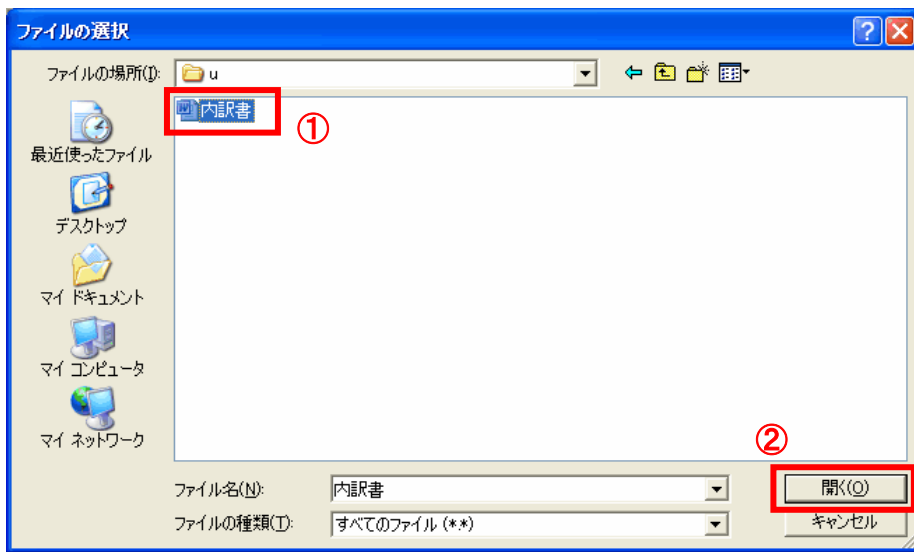 ファイルの選択
ファイルの場所(I):
u
内訳書
①
最近使ったファイル
デスクトップ
マイ ドキュメント
マイ コンピュータ
マイ ネットワーク
②
ファイル名(N):
内訳書
開く(O)
ファイルの種類(T):
すべてのファイル (*.*)
キャンセル